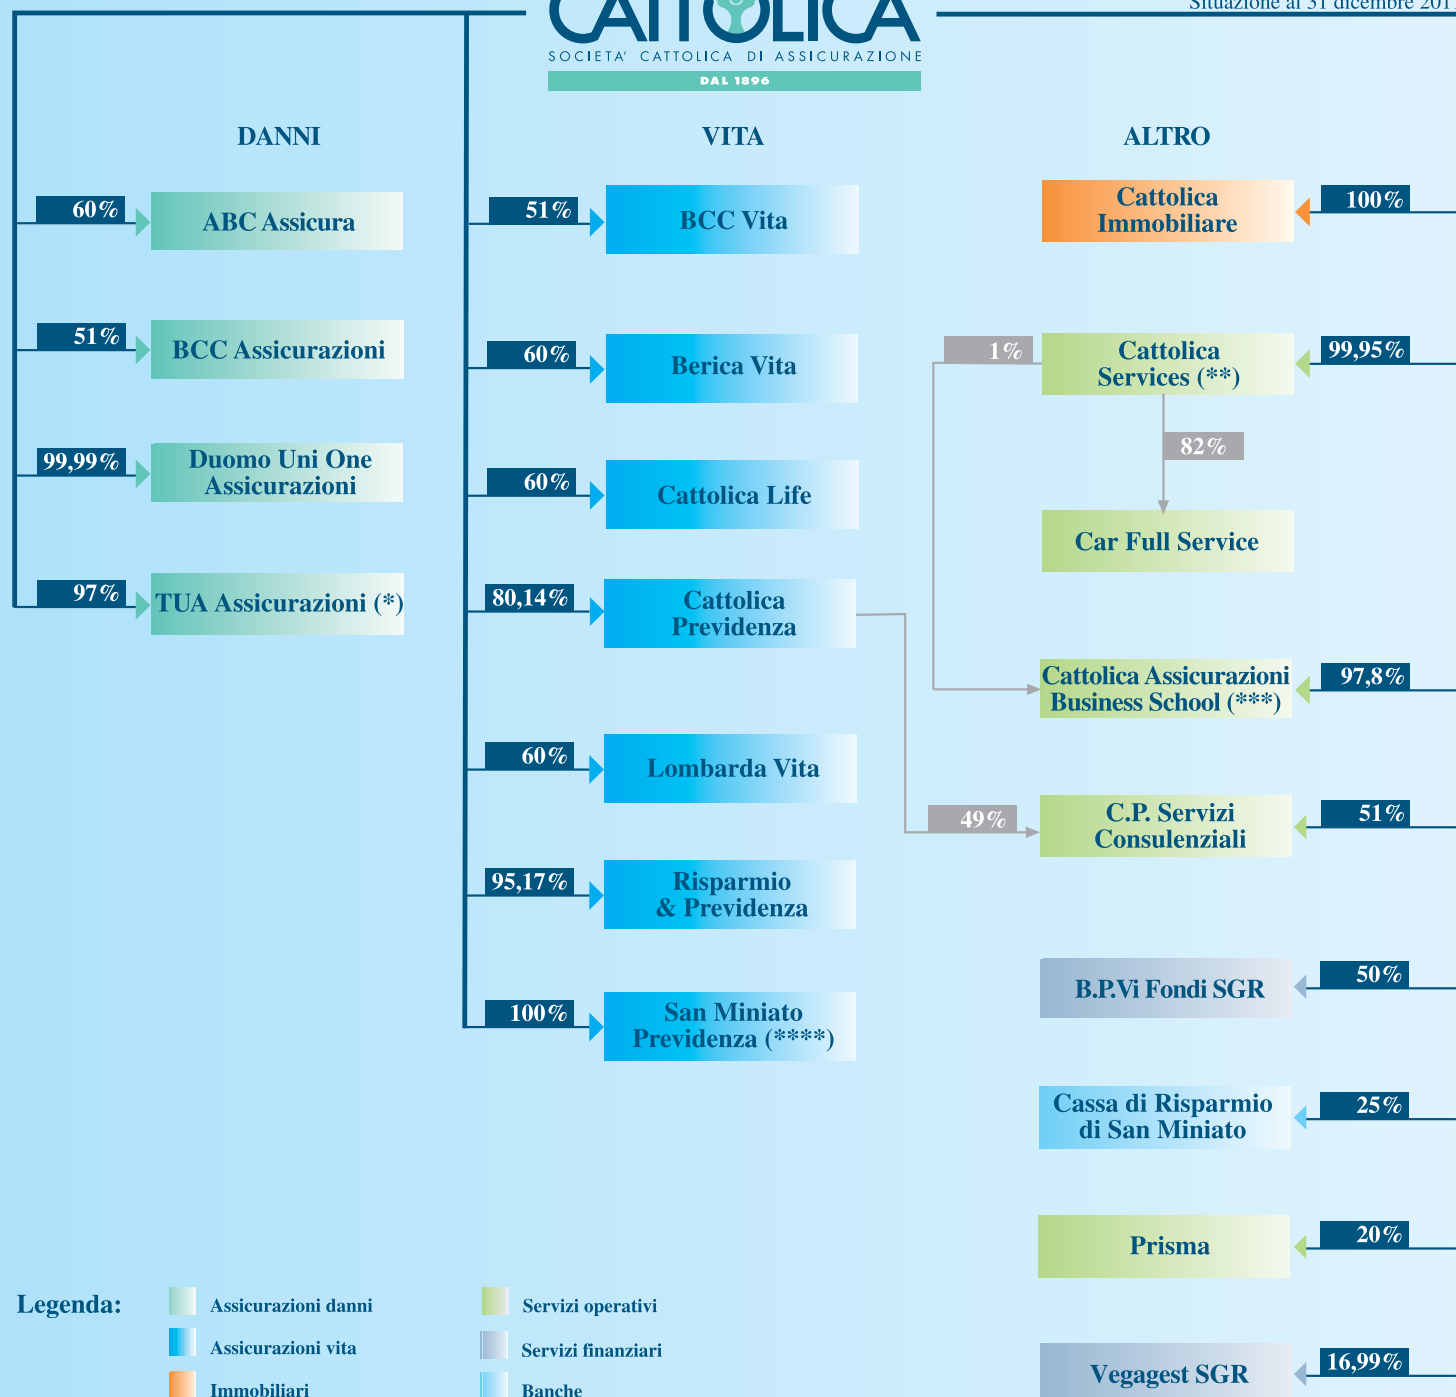 CATTOLICA
Situazione al 31 dicembre 2011
SOCIETA' CATTOLICA DI ASSICURAZIONE
DAL 1896
DANNI
60%
ABC Assicura
51%
BCC Assicurazioni
99,99%
Duomo Uni One
Assicurazioni
97%
TUA Assicurazioni (*)
VITA
51%
BCC Vita
60%
Berica Vita
60%
Cattolica Life
80,14%
Cattolica
Previdenza
60%
Lombarda Vita
95,17%
Risparmio
& Previdenza
100%
San Miniato
Previdenza (****)
ALTRO
Cattolica
Immobiliare
100%
1%
Cattolica
Services (**)
99,95%
82%
Car Full Service
Cattolica Assicurazioni
Business School (***)
97,8%
49%
C.P. Servizi
Consulenziali
51%
B.P.Vi Fondi SGR
50%
Cassa di Risparmio
di San Miniato
25%
Prisma
20%
Vegagest SGR
16,99%
Legenda:
Assicurazioni danni
Assicurazioni vita
Immobiliari
Servizi operativi
Servizi finanziari
Banche